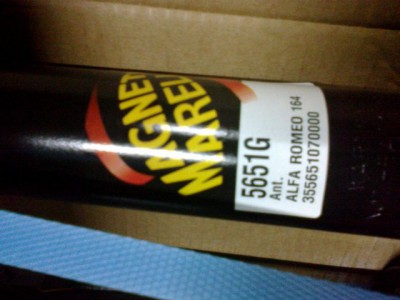 MAGNETI
MARELLI
5651G
Ant.
ALFA ROMEO 164
355651070000